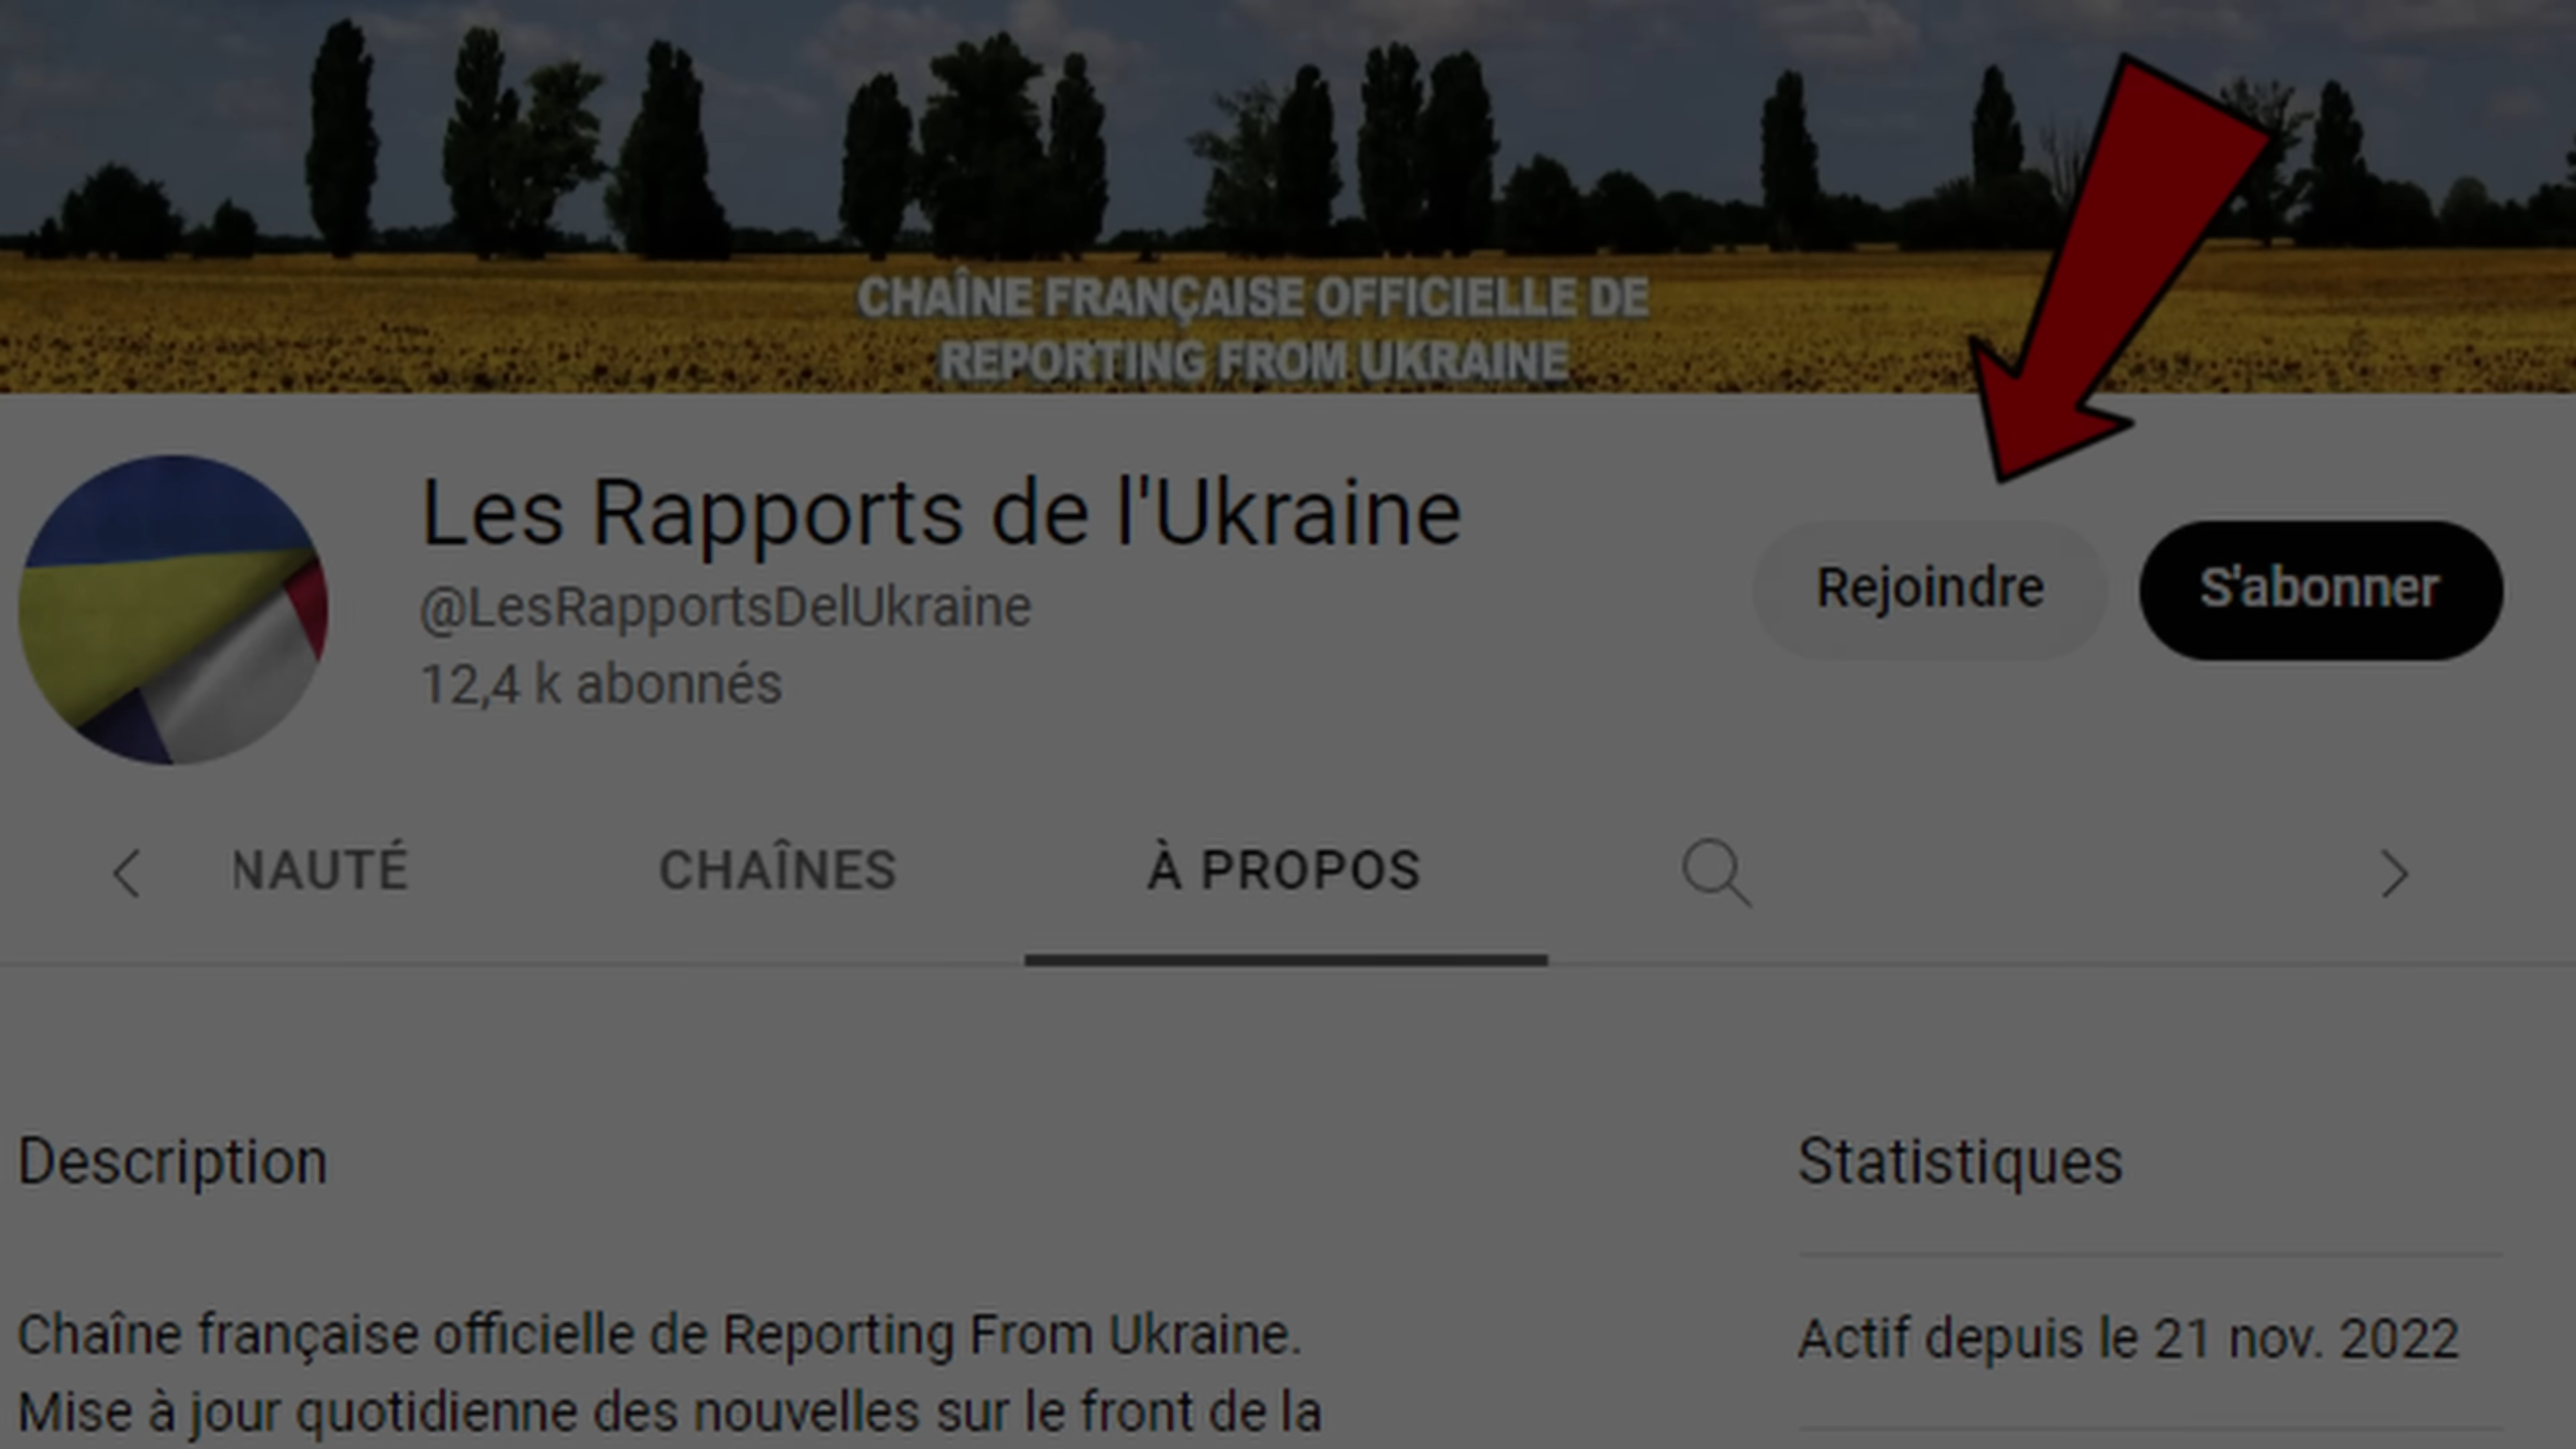 CHAÎNE FRANÇAISE OFFICIELLE DE
REPORTING FROM UKRAINE
Les Rapports de l'Ukraine
@LesRapportsDelUkraine
12,4 k abonnés
Rejoindre
S'abonner
NAUTÉ
CHAÎNES
À PROPOS
Description
Chaîne française officielle de Reporting From Ukraine.
Mise à jour quotidienne des nouvelles sur le front de la
Statistiques
Actif depuis le 21 nov. 2022